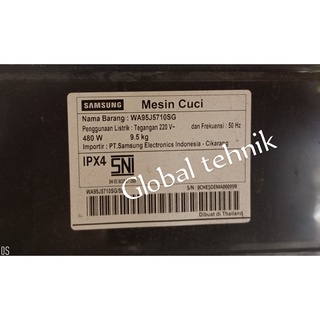 SAMSUNG Mesin Cuci
Nama Barang : WA95J5710SG
Penggunaan Listrik : Tegangan 220 V~ dan Frekuensi : 50 Hz
480 W 9.5 kg
Importir : PT.Samsung Electronics Indonesia - Cikarang
IPX4 SNI
Global tehnik
WA95J5710SG/
Dibuat di Thailand